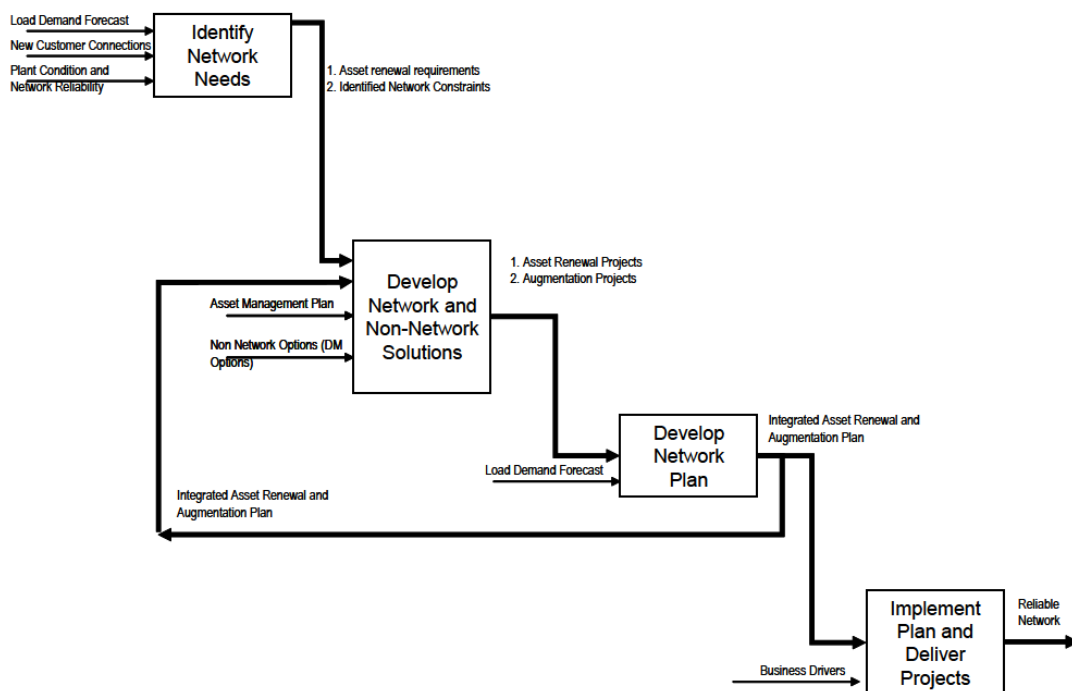 Load Demand Forecast
New Customer Connections
Plant Condition and
Network Reliability
Identify
Network
Needs
1. Asset renewal requirements
2. Identified Network Constraints
Develop
Network and
Non-Network
Solutions
1. Asset Renewal Projects
2. Augmentation Projects
Asset Management Plan
Non Network Options (DM
Options)
Develop
Network
Plan
Integrated Asset Renewal and
Augmentation Plan
Load Demand Forecast
Integrated Asset Renewal and
Augmentation Plan
Implement
Plan and
Deliver
Projects
Reliable
Network
Business Drivers